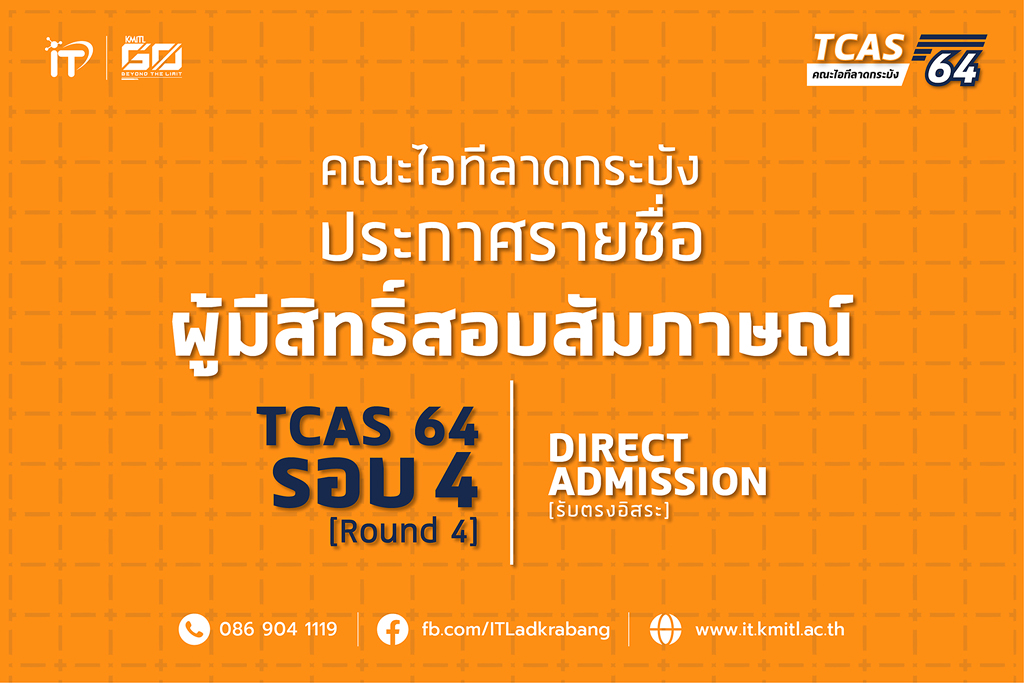 iT
KMITL
GO
BEYOND THE LIMIT
TCAS 64
คณะไอทีลาดกระบัง
คณะไอทีลาดกระบัง
ประกาศรายชื่อ
ผู้มีสิทธิ์สอบสัมภาษณ์
TCAS 64
รอบ 4
[Round 4]
DIRECT
ADMISSION
[รับตรงอิสระ]
086 904 1119
fb.com/ITLadkrabang
www.it.kmitl.ac.th